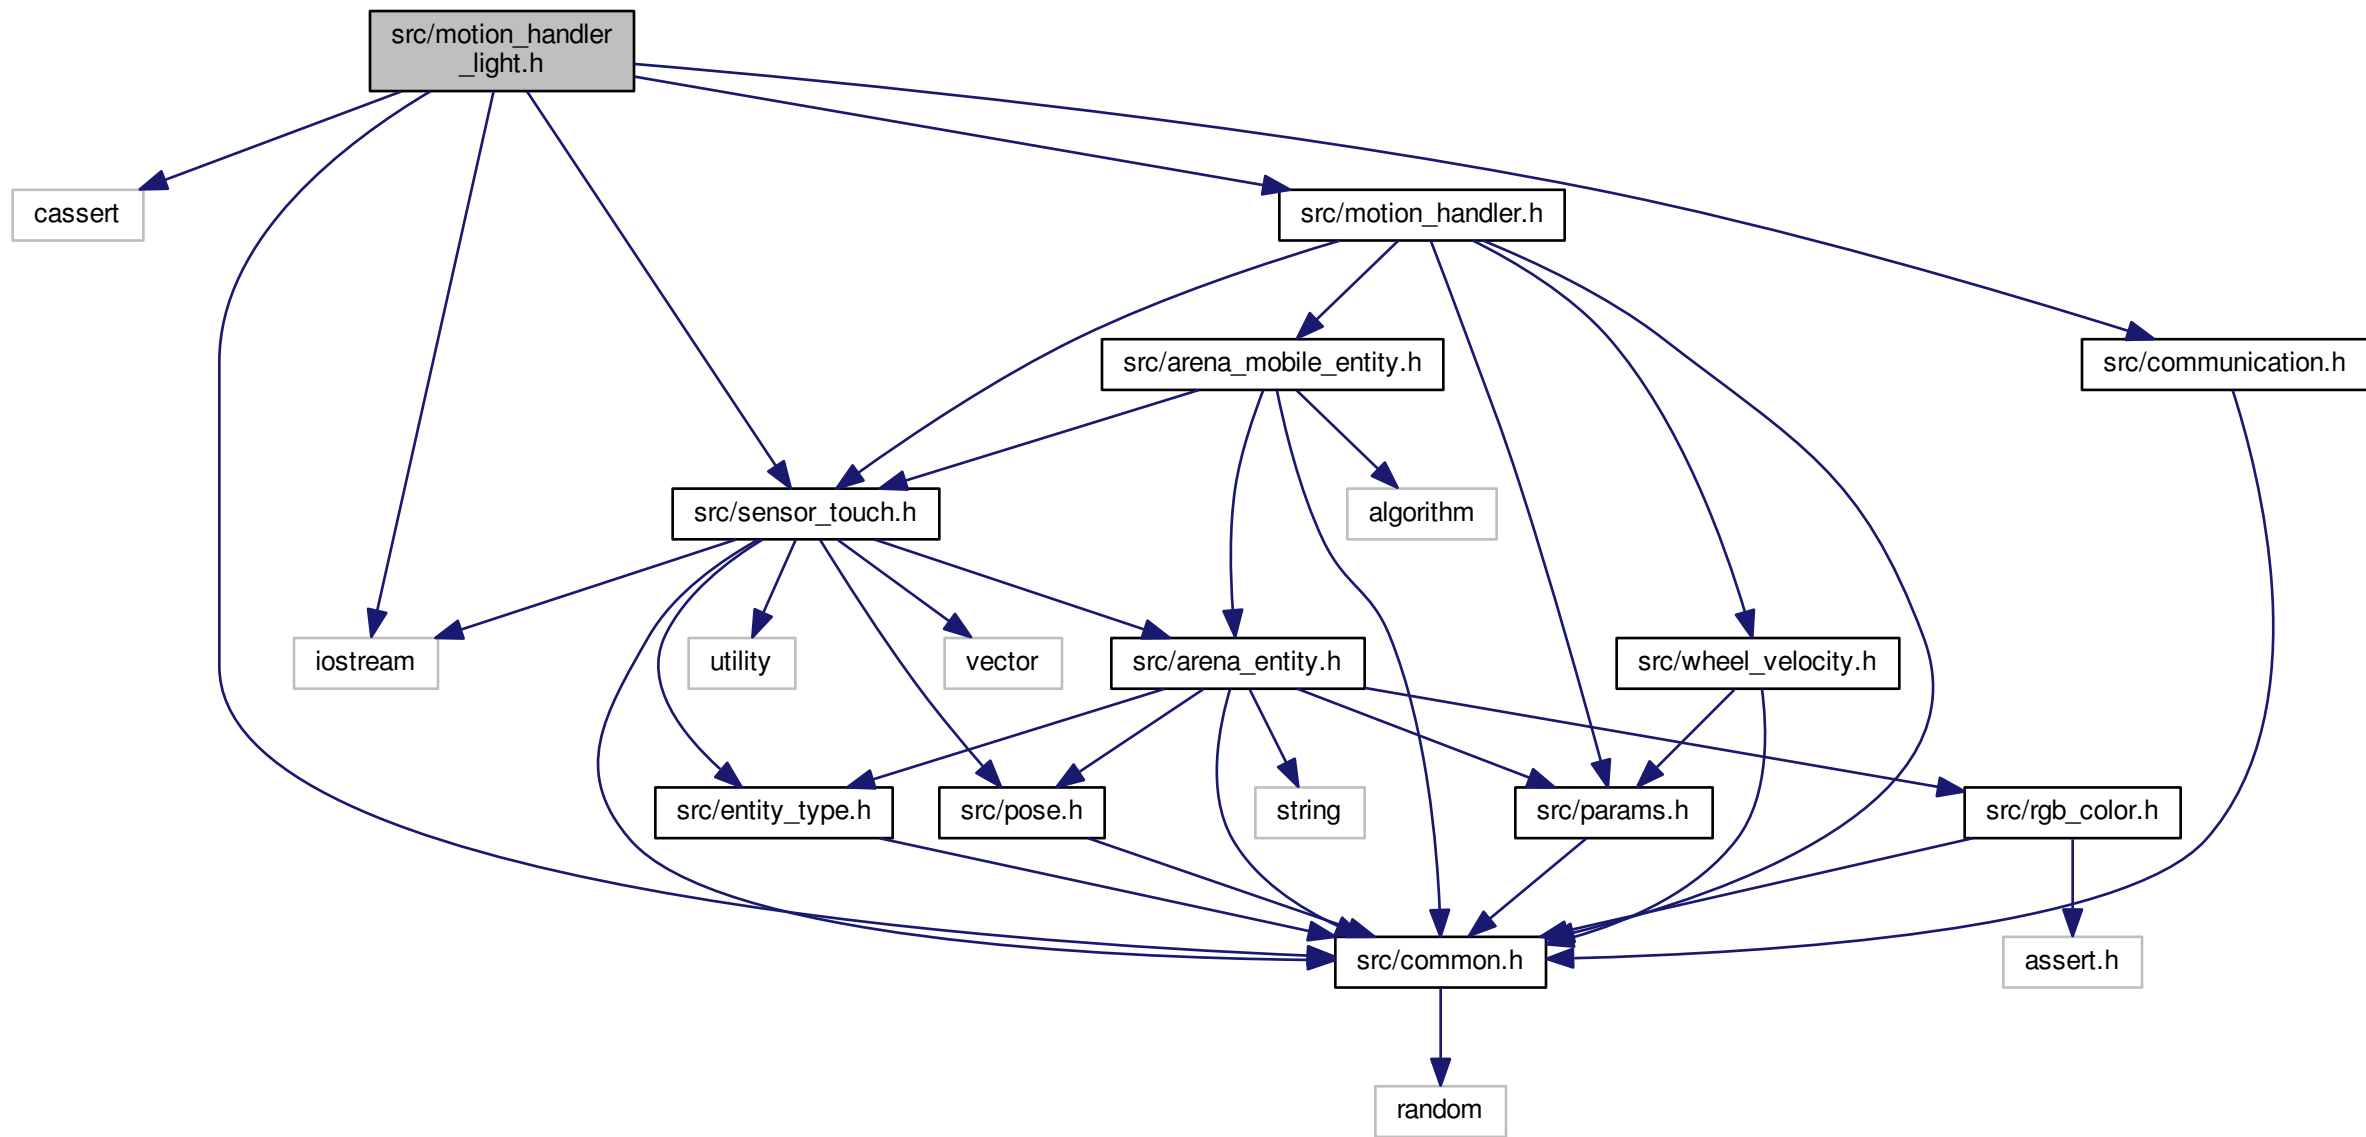 src/motion_handler
_light.h
cassert
src/motion_handler.h
src/arena_mobile_entity.h
src/communication.h
src/sensor_touch.h
algorithm
iostream
utility
vector
src/arena_entity.h
src/wheel_velocity.h
src/entity_type.h
src/pose.h
string
src/params.h
src/rgb_color.h
src/common.h
assert.h
random